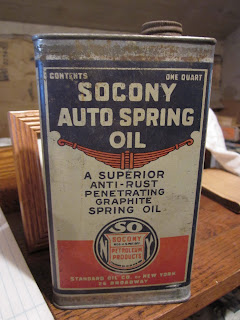 CONTENTS ONE QUART
SOCONY
AUTO SPRING
OIL
A SUPERIOR
ANTI-RUST
PENETRATING
GRAPHITE
SPRING OIL
SO
SOCONY
PETROLEUM
PRODUCTS
STANDARD OIL CO. OF NEW YORK
26 BROADWAY